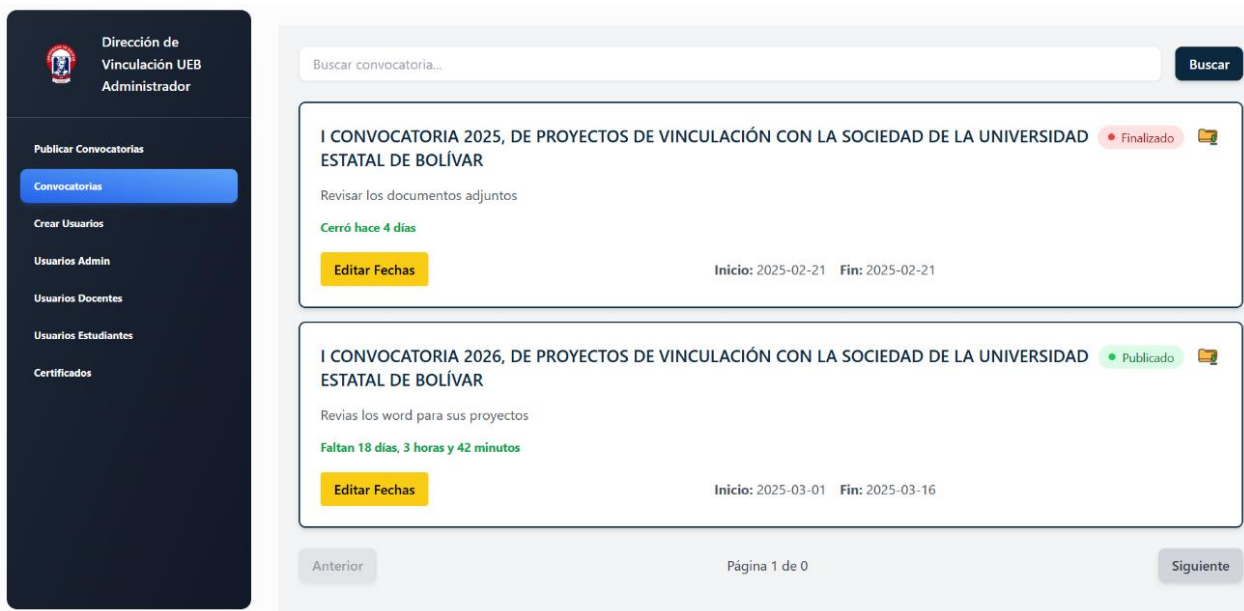 Dirección de
Vinculación UEB
Administrador
Publicar Convocatorias
Convocatorias
Crear Usuarios
Usuarios Admin
Usuarios Docentes
Usuarios Estudiantes
Certificados
Buscar convocatoria...
Buscar
I CONVOCATORIA 2025, DE PROYECTOS DE VINCULACIÓN CON LA SOCIEDAD DE LA UNIVERSIDAD
ESTATAL DE BOLÍVAR
Finalizado
Revisar los documentos adjuntos
Cerró hace 4 días
Editar Fechas
Inicio: 2025-02-21 Fin: 2025-02-21
I CONVOCATORIA 2026, DE PROYECTOS DE VINCULACIÓN CON LA SOCIEDAD DE LA UNIVERSIDAD
ESTATAL DE BOLÍVAR
Publicado
Revias los word para sus proyectos
Faltan 18 días, 3 horas y 42 minutos
Editar Fechas
Inicio: 2025-03-01 Fin: 2025-03-16
Anterior
Página 1 de 0
Siguiente